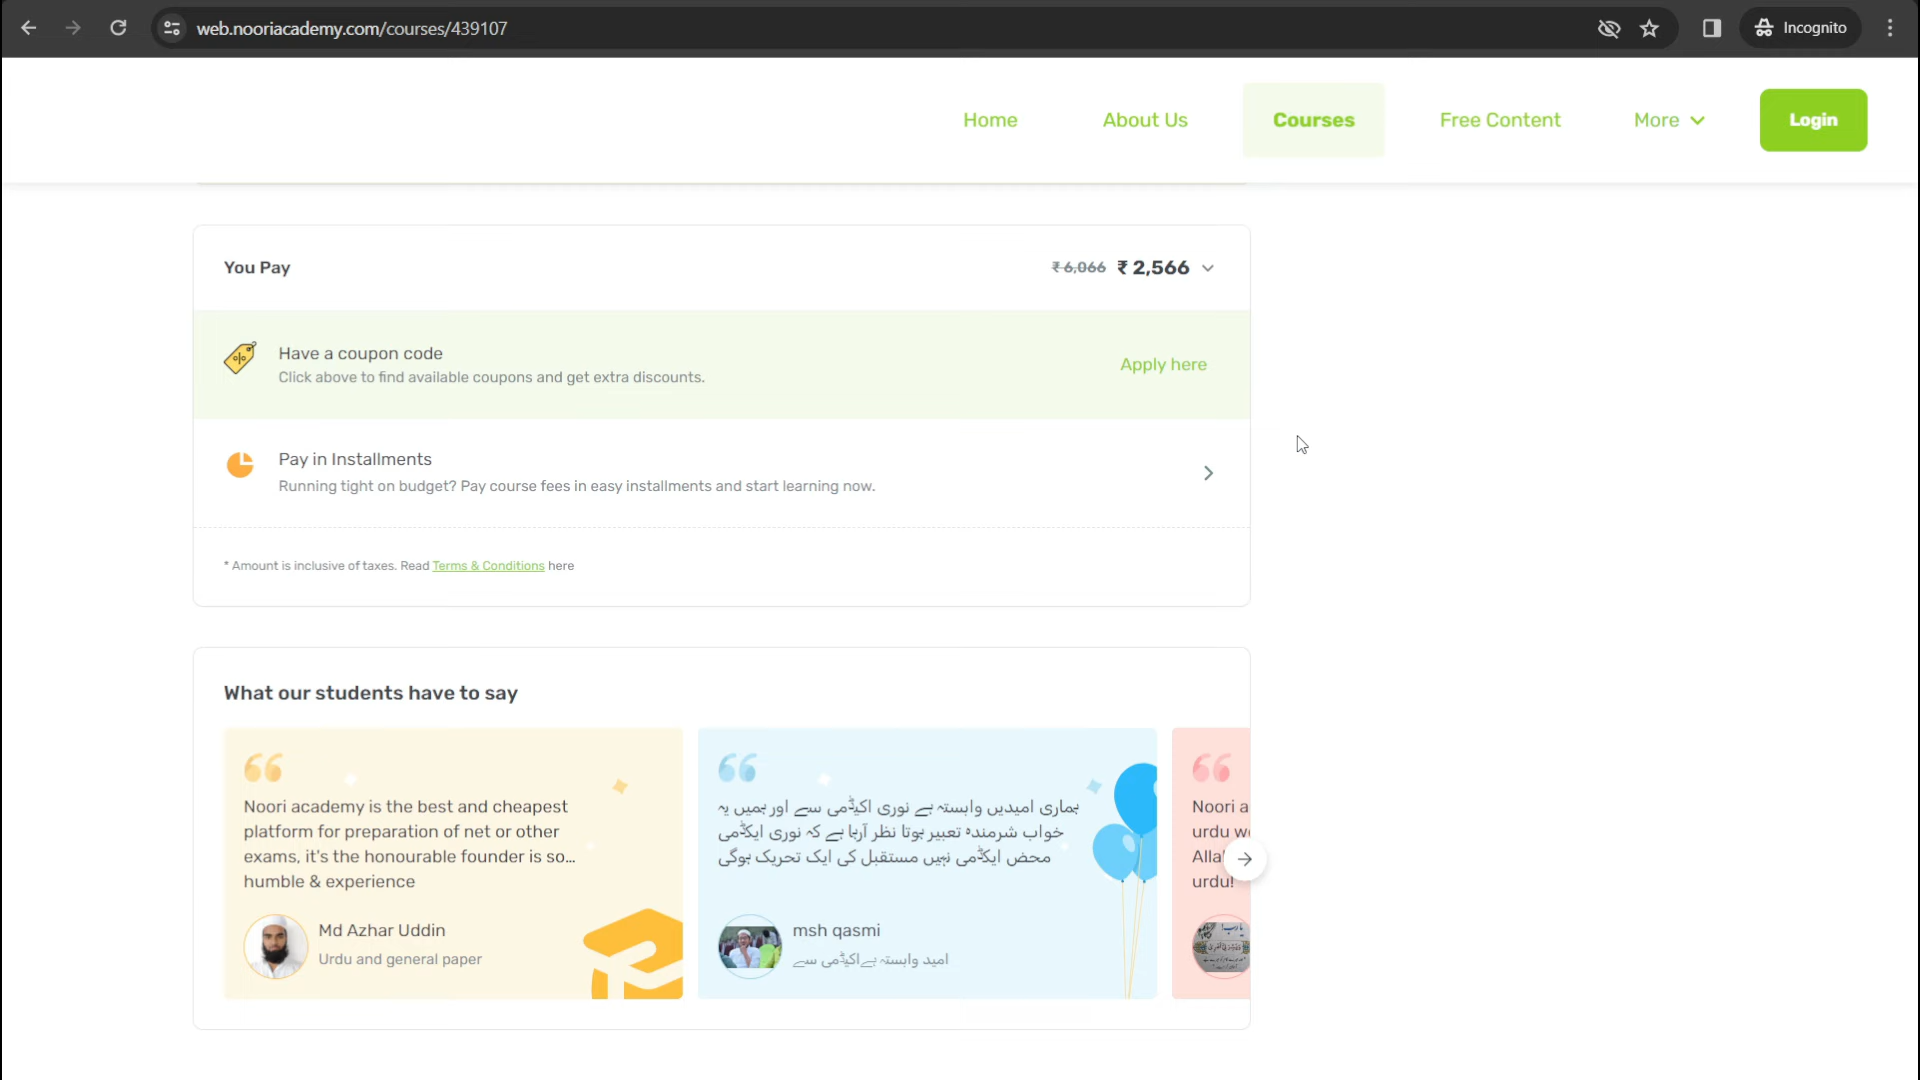 web.nooriacademy.com/courses/439107
Incognito
Home
About Us
Courses
Free Content
More
Login
You Pay
₹ 6,066 ₹ 2,566
Have a coupon code
Click above to find available coupons and get extra discounts.
Apply here
Pay in Installments
Running tight on budget? Pay course fees in easy installments and start learning now.
* Amount is inclusive of taxes. Read Terms & Conditions here
What our students have to say
Noori academy is the best and cheapest
platform for preparation of net or other
exams, it's the honourable founder is so...
humble & experience
Md Azhar Uddin
Urdu and general paper
ہماری امیدیں وابستہ ہے نوری اکیڈمی سے اور ہمیں یہ
خواب شرمندہ تعبیر ہوتا نظر آرہا ہے کہ نوری ایکڈمی
محض ایکڈمی نہیں مستقبل کی ایک تحریک ہوگی
msh qasmi
امید وابستہ ہےاکیڈمی سے
Noori a
urdu w
Alla
urdu!